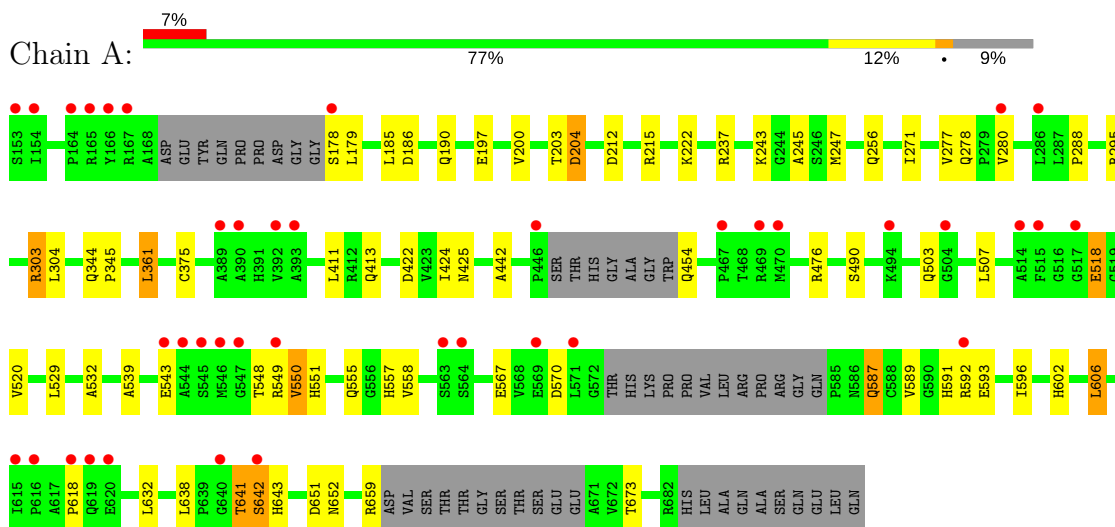 7%
Chain A:
77% 12% • 9%
S153 I154 P164 R165 Y166 R167 A168 ASP GLU TYR GLN PRO PRO ASP GLY GLY S178 L179 L185 D186 Q190 E197 V200 T203 D204 D212 R215 K222 R237 K243 G244 A245 S246 M247 Q256 I271 V277 Q278 P279 V280 L286 L287 P288
R303 L304 Q344 P345 L361 C375 A389 A390 H391 V392 A393 L411 R412 Q413 D422 V423 I424 N425 A442 P446 SER THR HIS GLY ALA GLY TRP Q454 P467 T468 R469 M470 R476 S490 K494 Q503 G504 L507 A514 F515 G516 G517 E518
V520 L529 A532 A539 E543 A544 S545 M546 G547 T548 R549 V550 H551 Q555 G556 H557 V558 S563 S564 E567 V568 E569 D570 L571 G572 THR HIS LYS PRO PRO VAL LEU ARG PRO ARG GLY GLN P585 N586 Q587 C588 V589 G590 H591 R592 E593 I596 H602 L606
I615 P616 A617 P618 Q619 E620 L632 L638 P639 G640 T641 S642 H643 D651 N652 R659 ASP VAL SER THR THR GLY SER THR SER GLU GLU A671 V672 T673 R682 HIS LEU ALA GLN ALA SER GLN GLU LEU GLN